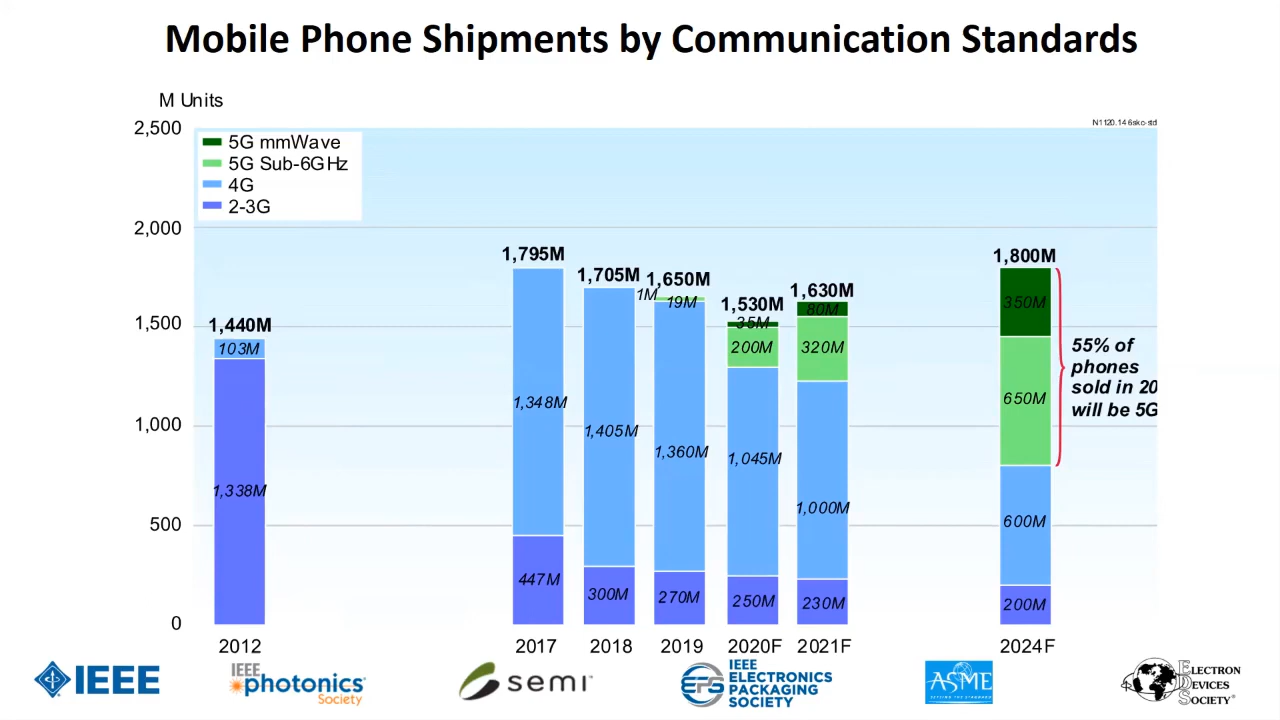 Mobile Phone Shipments by Communication Standards
M Units
N1120.146skc-std
2,500
2,000
1,500
1,000
500
0
5G mmWave
5G Sub-6GHz
4G
2-3G
1,440M
103M
1,338M
1,795M
1,348M
447M
1,705M
1,405M
300M
1,650M
1M
19M
1,360M
270M
1,530M
35M
200M
1,045M
250M
1,630M
80M
320M
1,000M
230M
1,800M
350M
650M
600M
200M
55% of
phones
sold in 20
will be 5G
2012
2017
2018
2019
2020F
2021F
2024F
IEEE
IEEE
photonics
Society
semi
EPS
IEEE
ELECTRONICS
PACKAGING
SOCIETY
ASME
SETTING THE STANDARD
ELECTRON
DEVICES
SOCIETY